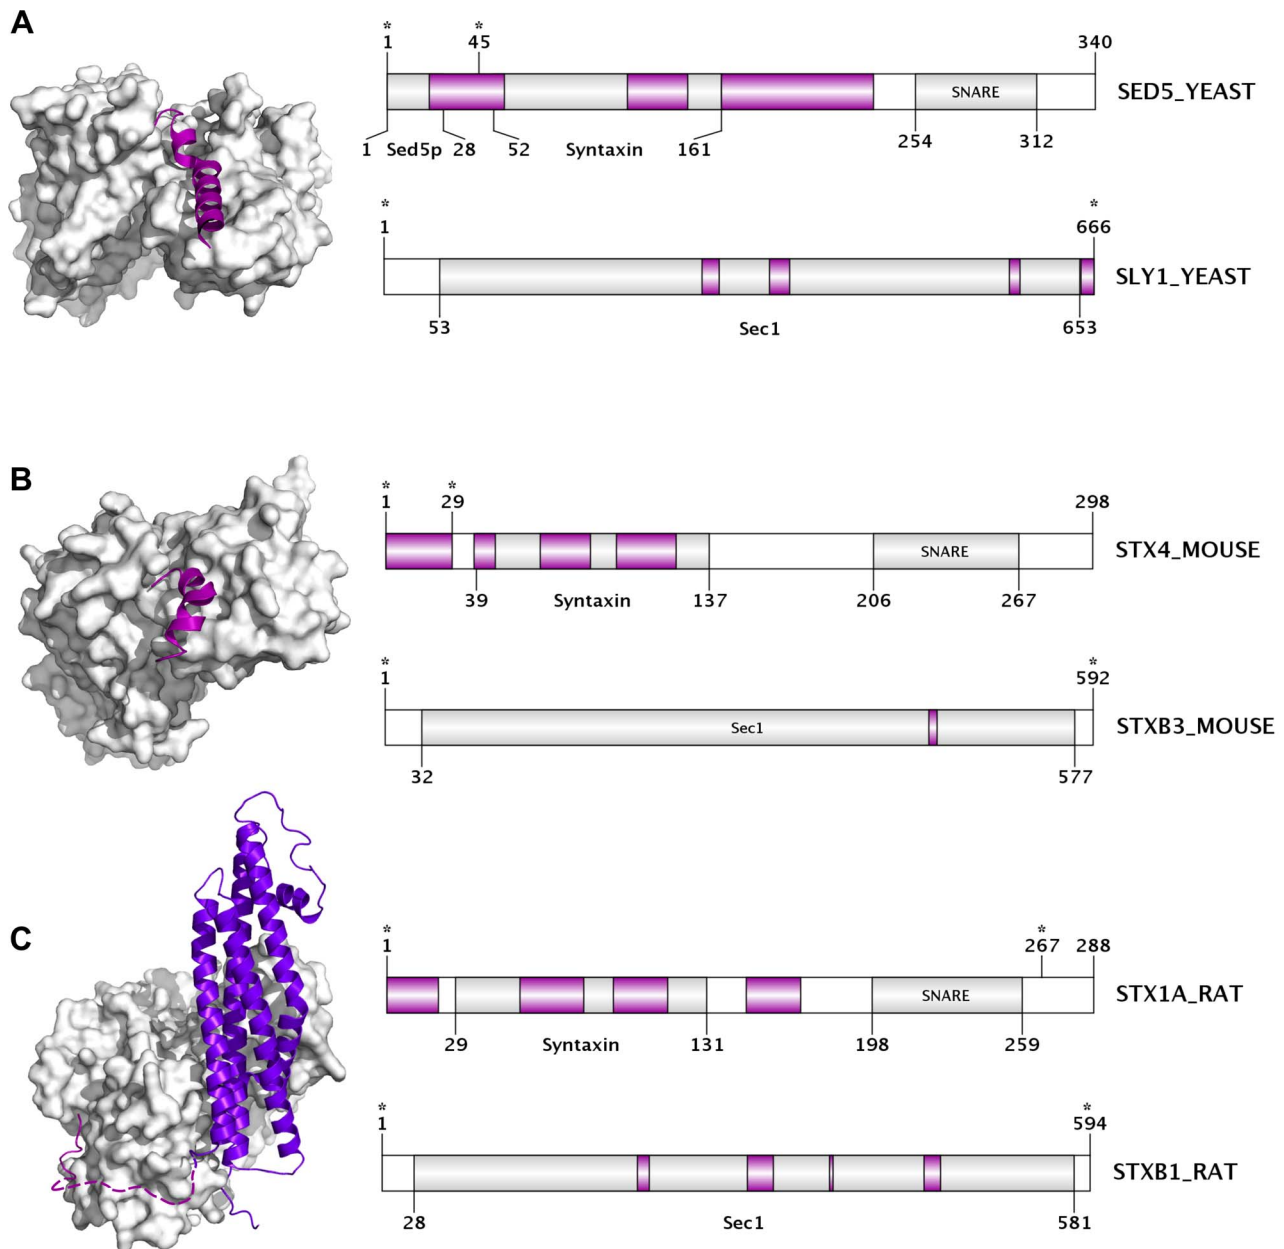 A
* *
1 45 340
SNARE SED5_YEAST
1 Sed5p 28 52 Syntaxin 161 254 312
* *
1 666
SLY1_YEAST
53 Sec1 653
B
* *
1 29 298
SNARE STX4_MOUSE
39 Syntaxin 137 206 267
* *
1 592
Sec1 STXB3_MOUSE
32 577
C
* *
1 267 288
SNARE STX1A_RAT
29 Syntaxin 131 198 259
* *
1 594
STXB1_RAT
28 Sec1 581